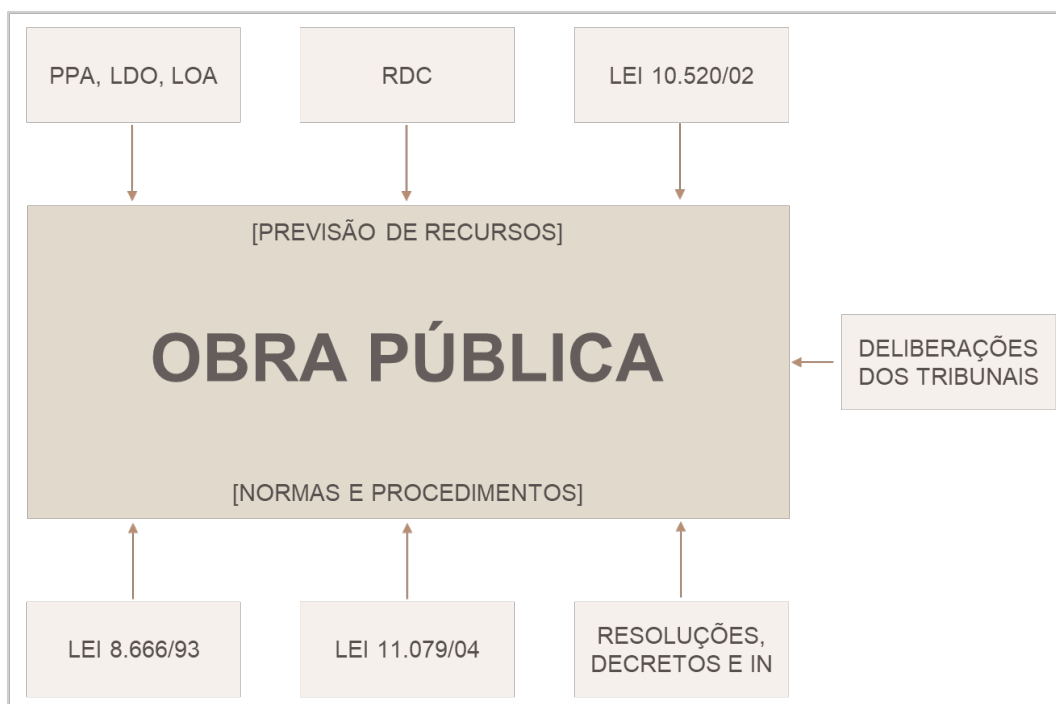 PPA, LDO, LOA
RDC
LEI 10.520/02
[PREVISÃO DE RECURSOS]
OBRA PÚBLICA
DELIBERAÇÕES
DOS TRIBUNAIS
[NORMAS E PROCEDIMENTOS]
LEI 8.666/93
LEI 11.079/04
RESOLUÇÕES,
DECRETOS E IN